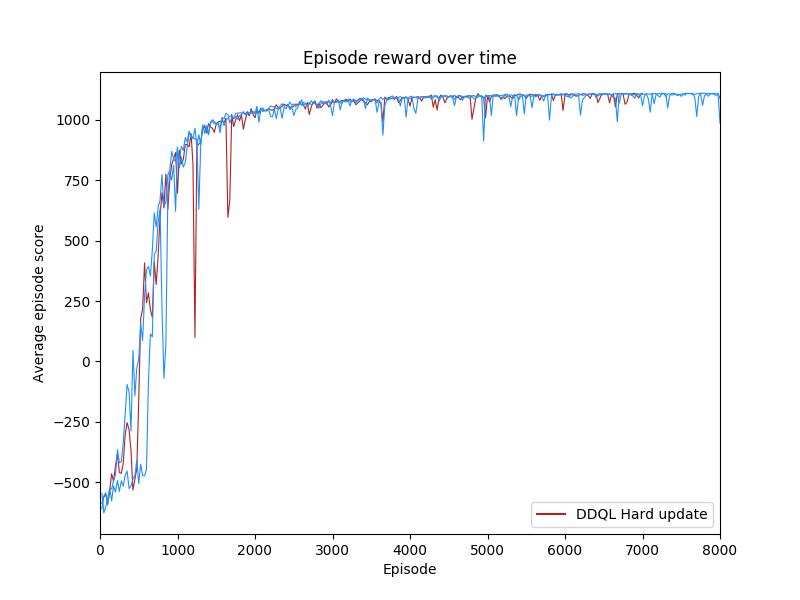 Episode reward over time
Average episode score
1000
750
500
250
0
−250
−500
DDQL Hard update
0 1000 2000 3000 4000 5000 6000 7000 8000
Episode